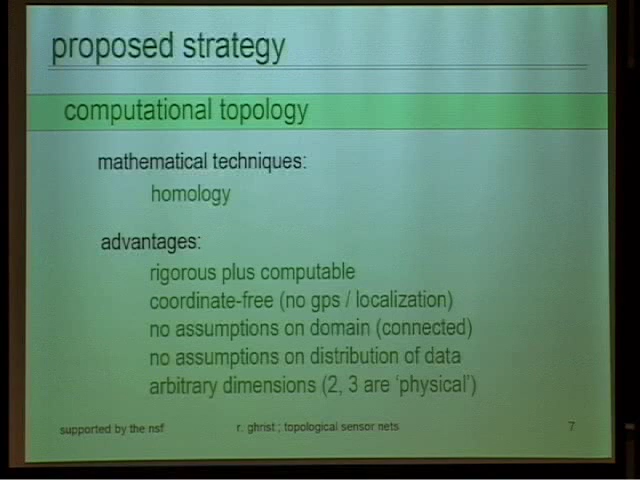 proposed strategy
computational topology
mathematical techniques:
homology
advantages:
rigorous plus computable
coordinate-free (no gps / localization)
no assumptions on domain (connected)
no assumptions on distribution of data
arbitrary dimensions (2, 3 are 'physical')
supported by the nsf
r. ghrist ; topological sensor nets
7